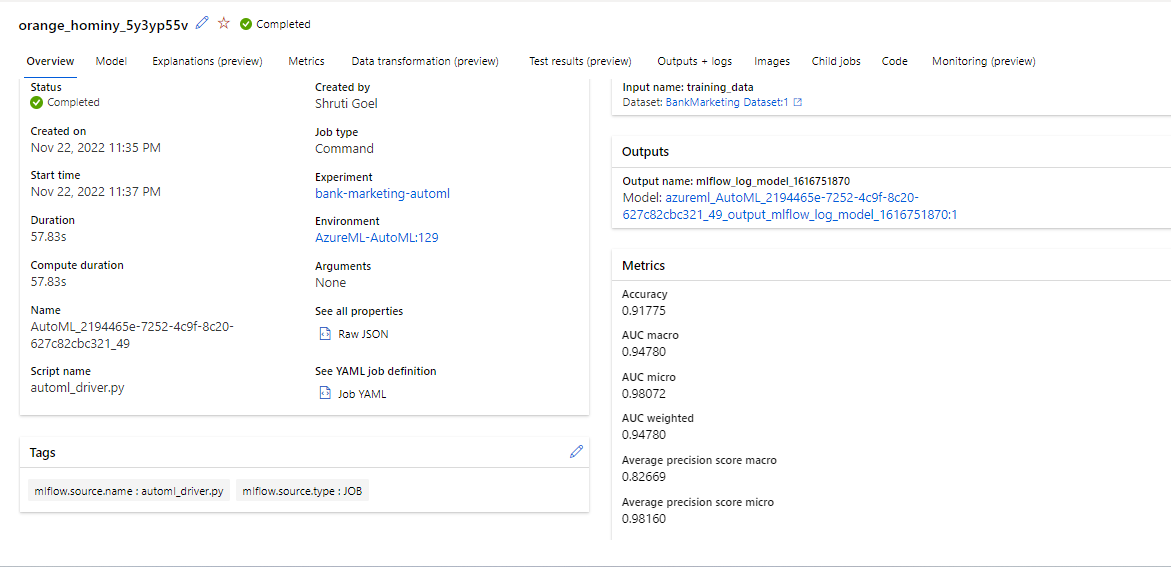 orange_hominy_5y3yp55v Completed
Overview Model Explanations (preview) Metrics Data transformation (preview) Test results (preview) Outputs + logs Images Child jobs Code Monitoring (preview)
Status
Completed
Created on
Nov 22, 2022 11:35 PM
Start time
Nov 22, 2022 11:37 PM
Duration
57.83s
Compute duration
57.83s
Name
AutoML_2194465e-7252-4c9f-8c20-
627c82cbc321_49
Script name
automl_driver.py
Created by
Shruti Goel
Job type
Command
Experiment
bank-marketing-automl
Environment
AzureML-AutoML:129
Arguments
None
See all properties
Raw JSON
See YAML job definition
Job YAML
Tags
mlflow.source.name : automl_driver.py mlflow.source.type : JOB
Input name: training_data
Dataset: BankMarketing Dataset:1
Outputs
Output name: mlflow_log_model_1616751870
Model: azureml_AutoML_2194465e-7252-4c9f-8c20-
627c82cbc321_49_output_mlflow_log_model_1616751870:1
Metrics
Accuracy
0.91775
AUC macro
0.94780
AUC micro
0.98072
AUC weighted
0.94780
Average precision score macro
0.82669
Average precision score micro
0.98160